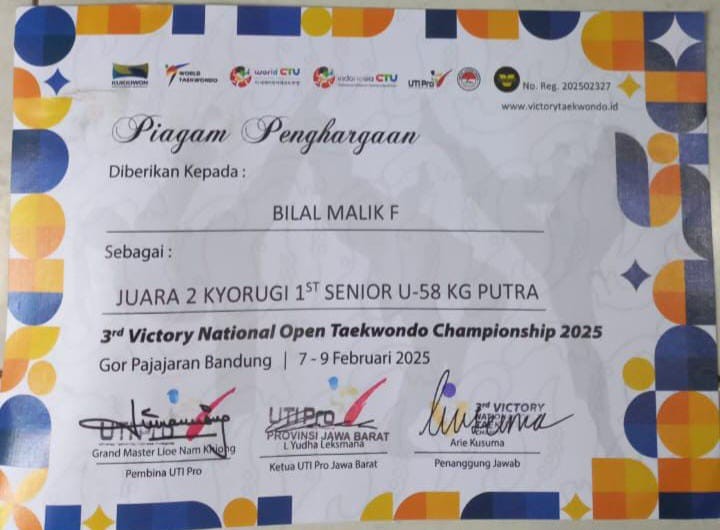 KUKKIWON
WORLD
TAEKWONDO
world CTU
indonesia CTU
UTI Pro
No. Reg. 202502327
www.victorytaekwondo.id
Piagam Penghargaan
Diberikan Kepada :
BILAL MALIK F
Sebagai :
JUARA 2 KYORUGI 1ST SENIOR U-58 KG PUTRA
3rd Victory National Open Taekwondo Championship 2025
Gor Pajajaran Bandung | 7 - 9 Februari 2025
UTI Pro
PROVINSI JAWA BARAT
3rd VICTORY
Grand Master Lioe Nam Khiong
Pembina UTI Pro
L Yudha Leksmana
Ketua UTI Pro Jawa Barat
Arie Kusuma
Penanggung Jawab